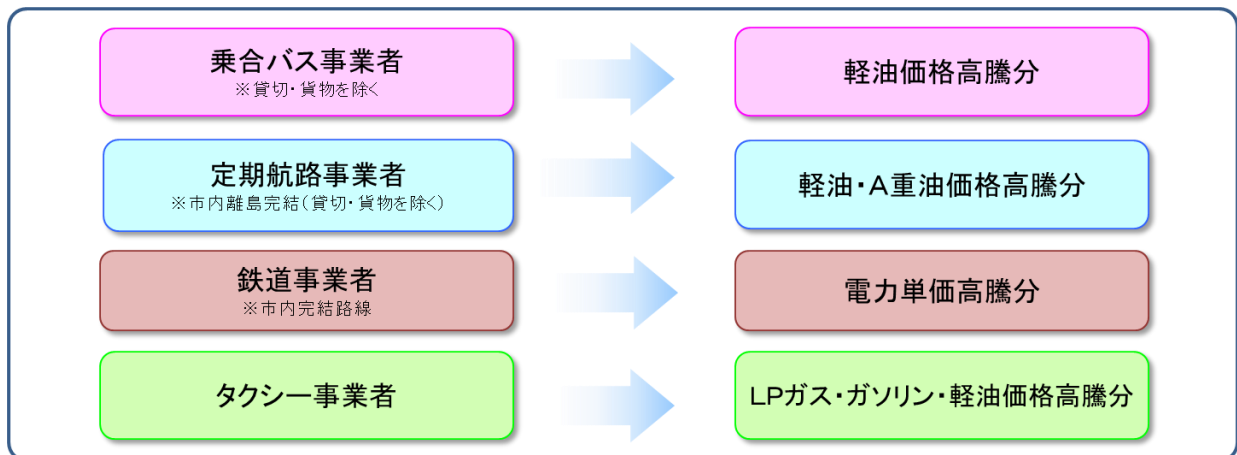 乗合バス事業者
※貸切・貨物を除く
軽油価格高騰分
定期航路事業者
※市内離島完結(貸切・貨物を除く)
軽油・A重油価格高騰分
鉄道事業者
※市内完結路線
電力単価高騰分
タクシー事業者
LPガス・ガソリン・軽油価格高騰分